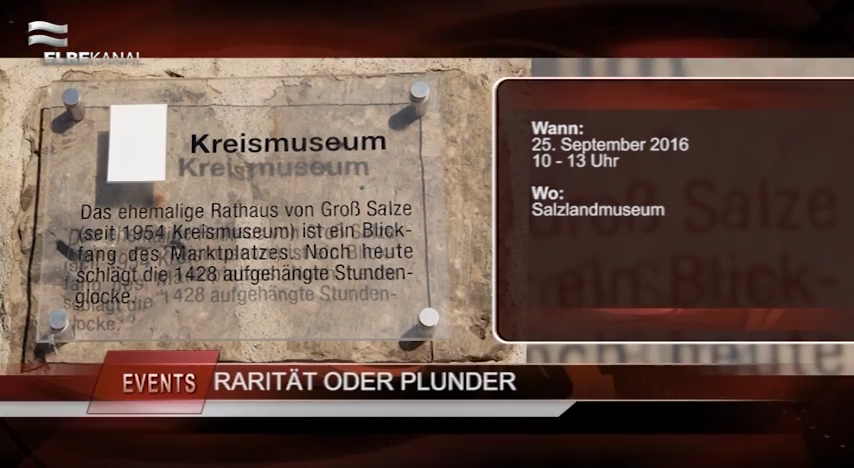 ELBEKANAL
Kreismuseum
Das ehemalige Rathaus von Groß Salze
(seit 1954 Kreismuseum) ist ein Blick-
fang des Marktplatzes. Noch heute
schlägt die 1428 aufgehängte Stunden-
glocke.
Wann:
25. September 2016
10 - 13 Uhr
Wo:
Salzlandmuseum
EVENTS RARITÄT ODER PLUNDER